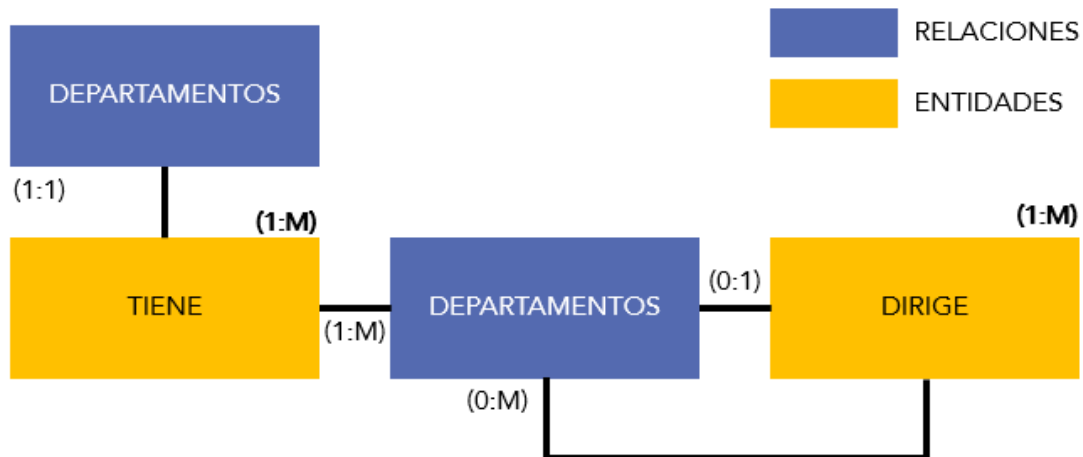 RELACIONES
DEPARTAMENTOS
ENTIDADES
(1:1)
(1:M)
(1:M)
TIENE
DEPARTAMENTOS
(0:1)
DIRIGE
(1:M)
(0:M)